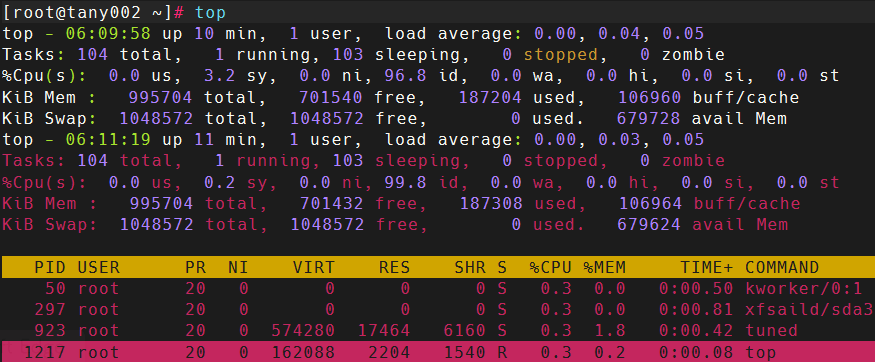 [root@tany002 ~]# top
top - 06:09:58 up 10 min,  1 user,  load average: 0.00, 0.04, 0.05
Tasks: 104 total,   1 running, 103 sleeping,   0 stopped,   0 zombie
%Cpu(s):  0.0 us,  3.2 sy,  0.0 ni, 96.8 id,  0.0 wa,  0.0 hi,  0.0 si,  0.0 st
KiB Mem :   995704 total,   701540 free,   187204 used,   106960 buff/cache
KiB Swap:  1048572 total,  1048572 free,        0 used.   679728 avail Mem
top - 06:11:19 up 11 min,  1 user,  load average: 0.00, 0.03, 0.05
Tasks: 104 total,   1 running, 103 sleeping,   0 stopped,   0 zombie
%Cpu(s):  0.0 us,  0.2 sy,  0.0 ni, 99.8 id,  0.0 wa,  0.0 hi,  0.0 si,  0.0 st
KiB Mem :   995704 total,   701432 free,   187308 used,   106964 buff/cache
KiB Swap:  1048572 total,  1048572 free,        0 used.   679624 avail Mem
PID USER      PR  NI    VIRT    RES    SHR S  %CPU %MEM     TIME+ COMMAND
50 root      20   0       0      0      0 S   0.3  0.0   0:00.50 kworker/0:1
297 root      20   0       0      0      0 S   0.3  0.0   0:00.81 xfsaild/sda3
923 root      20   0  574280  17464   6160 S   0.3  1.8   0:00.42 tuned
1217 root      20   0  162088   2204   1540 R   0.3  0.2   0:00.08 top